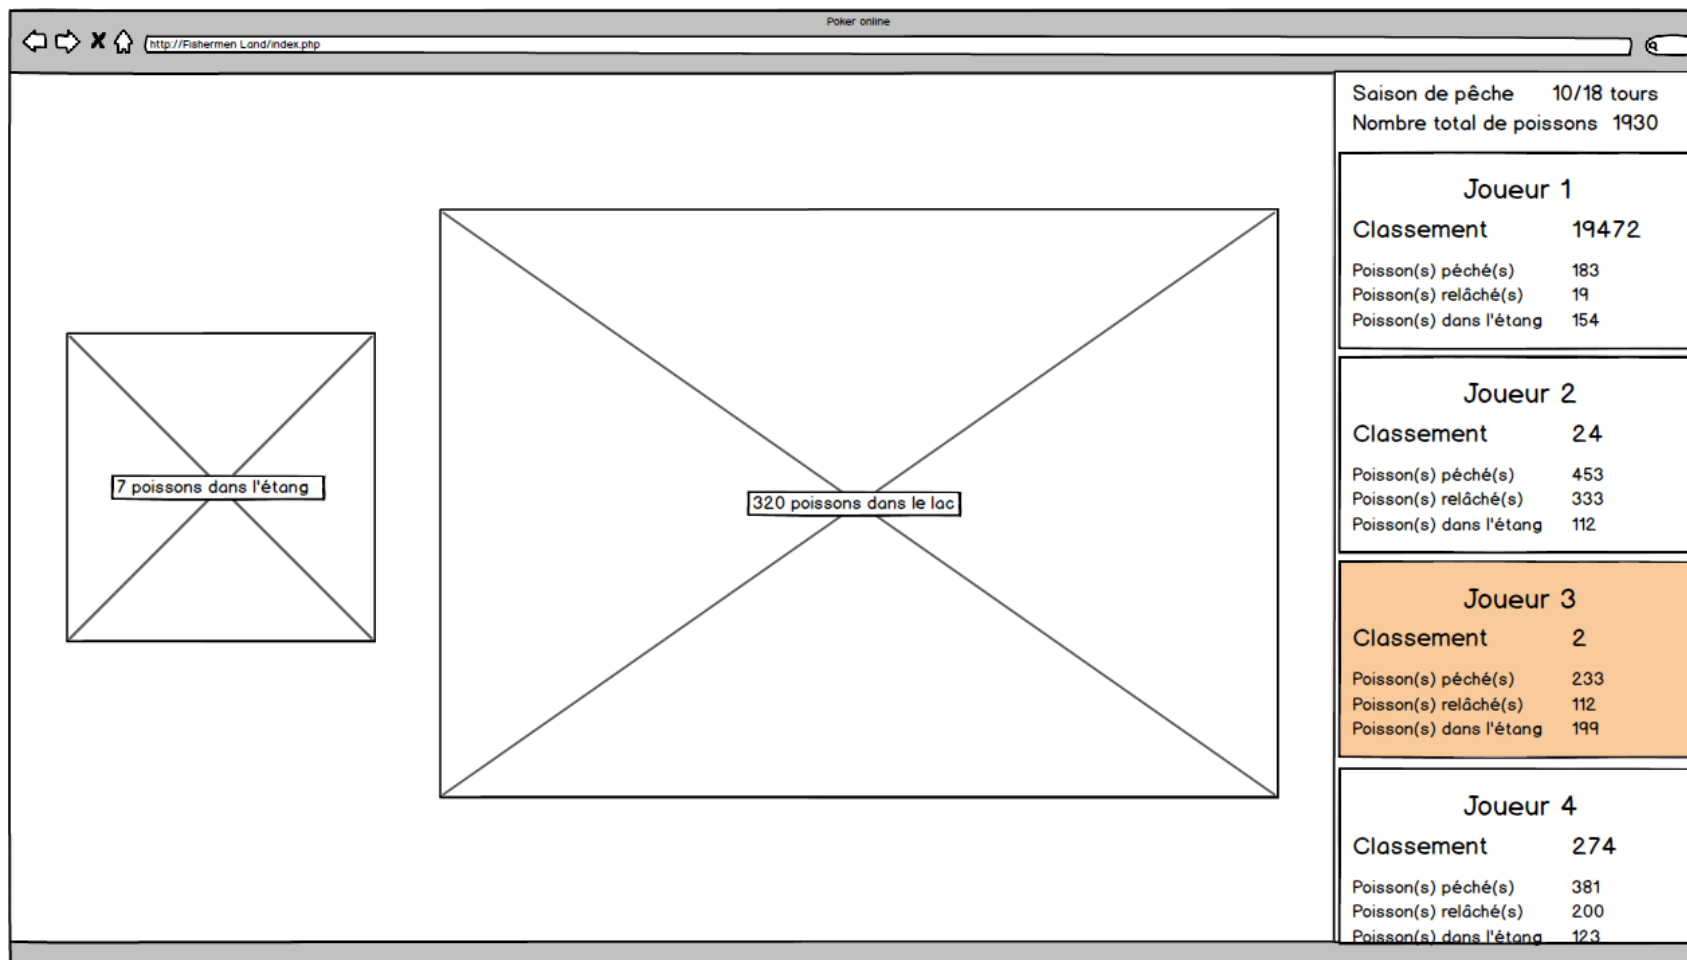 Poker online
http://Fishermen Land/index.php
Saison de pêche 10/18 tours
Nombre total de poissons 1930
Joueur 1
Classement 19472
Poisson(s) péché(s) 183
Poisson(s) relâché(s) 19
Poisson(s) dans l'étang 154
Joueur 2
Classement 24
Poisson(s) péché(s) 453
Poisson(s) relâché(s) 333
Poisson(s) dans l'étang 112
Joueur 3
Classement 2
Poisson(s) péché(s) 233
Poisson(s) relâché(s) 112
Poisson(s) dans l'étang 199
Joueur 4
Classement 274
Poisson(s) péché(s) 381
Poisson(s) relâché(s) 200
Poisson(s) dans l'étang 123
7 poissons dans l'étang
320 poissons dans le lac